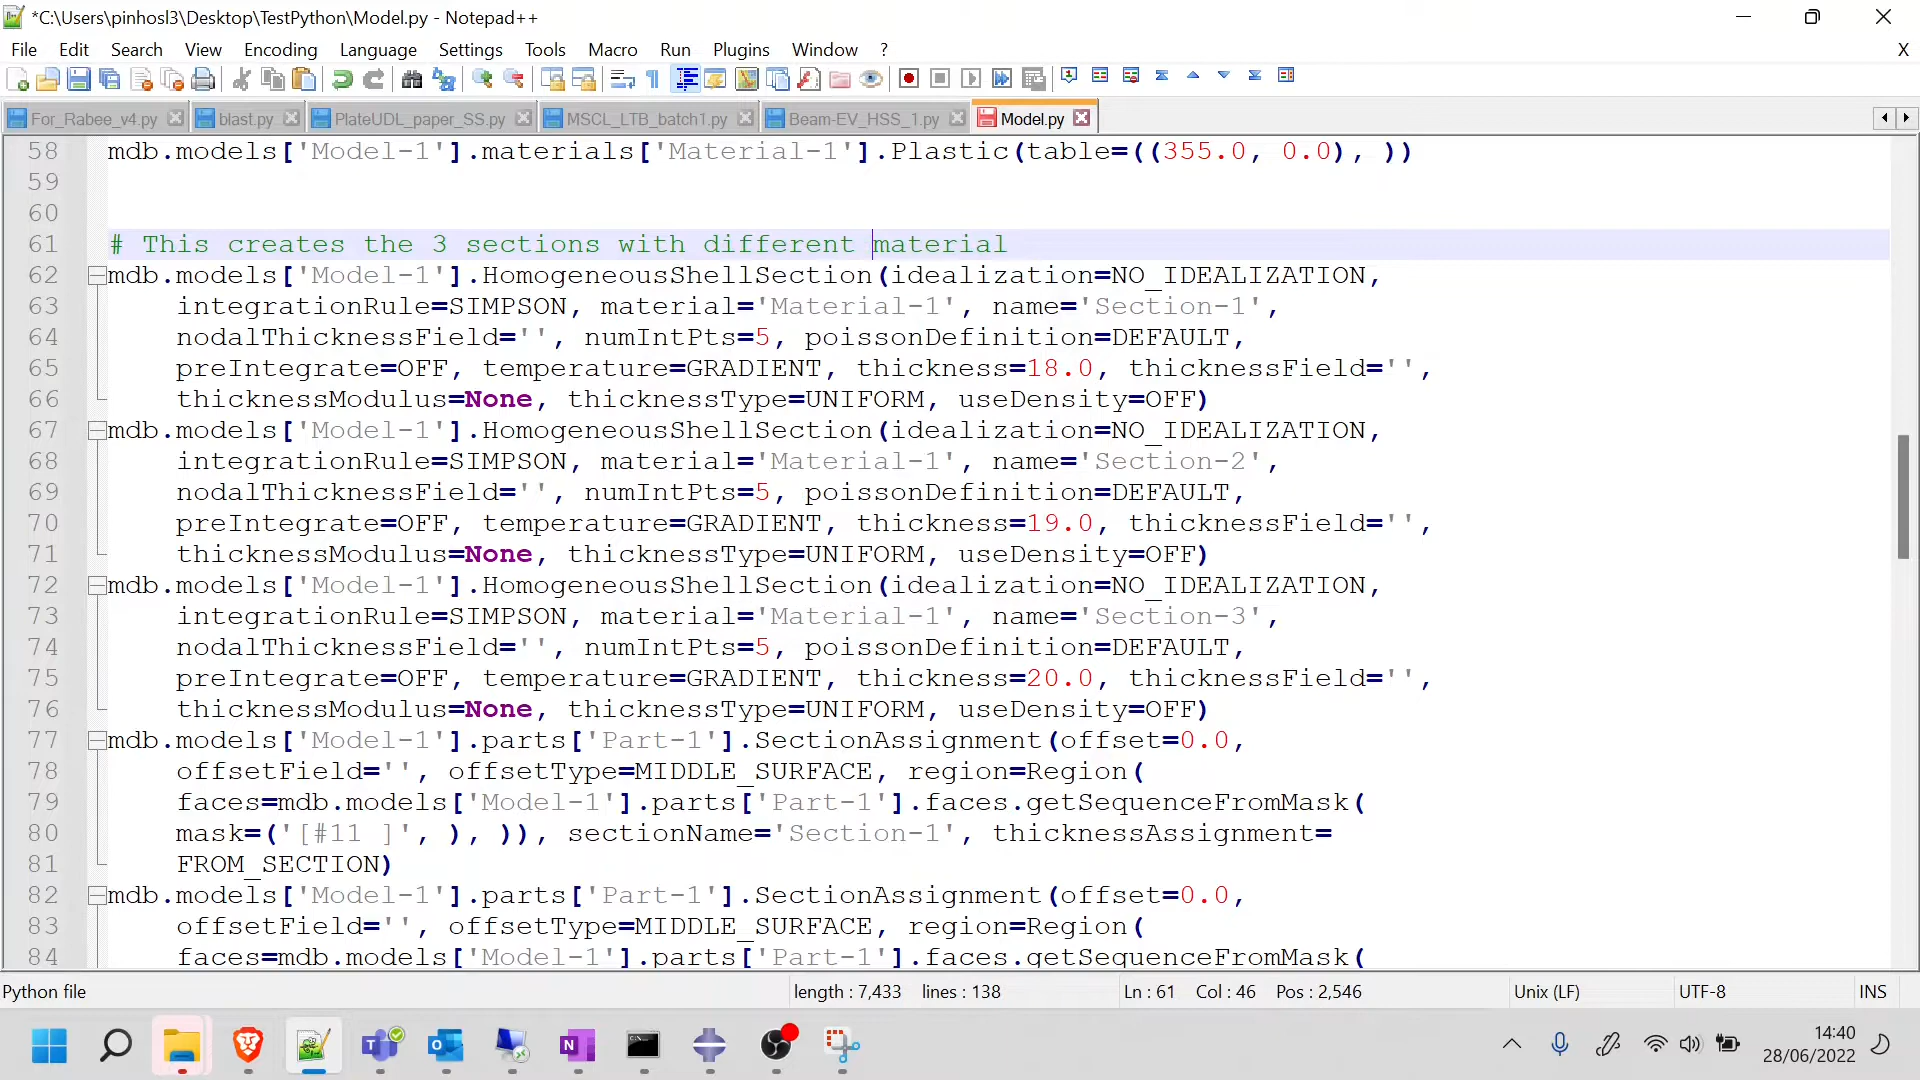 *C:\Users\pinhosl3\Desktop\TestPython\Model.py - Notepad++
File Edit Search View Encoding Language Settings Tools Macro Run Plugins Window ? X
For_Rabee_v4.py blast.py PlateUDL_paper_SS.py MSCL_LTB_batch1.py Beam-EV_HSS_1.py Model.py
58 mdb.models['Model-1'].materials['Material-1'].Plastic(table=((355.0, 0.0), ))
59
60
61 # This creates the 3 sections with different material
62 mdb.models['Model-1'].HomogeneousShellSection(idealization=NO_IDEALIZATION,
63 integrationRule=SIMPSON, material='Material-1', name='Section-1',
64 nodalThicknessField='', numIntPts=5, poissonDefinition=DEFAULT,
65 preIntegrate=OFF, temperature=GRADIENT, thickness=18.0, thicknessField='',
66 thicknessModulus=None, thicknessType=UNIFORM, useDensity=OFF)
67 mdb.models['Model-1'].HomogeneousShellSection(idealization=NO_IDEALIZATION,
68 integrationRule=SIMPSON, material='Material-1', name='Section-2',
69 nodalThicknessField='', numIntPts=5, poissonDefinition=DEFAULT,
70 preIntegrate=OFF, temperature=GRADIENT, thickness=19.0, thicknessField='',
71 thicknessModulus=None, thicknessType=UNIFORM, useDensity=OFF)
72 mdb.models['Model-1'].HomogeneousShellSection(idealization=NO_IDEALIZATION,
73 integrationRule=SIMPSON, material='Material-1', name='Section-3',
74 nodalThicknessField='', numIntPts=5, poissonDefinition=DEFAULT,
75 preIntegrate=OFF, temperature=GRADIENT, thickness=20.0, thicknessField='',
76 thicknessModulus=None, thicknessType=UNIFORM, useDensity=OFF)
77 mdb.models['Model-1'].parts['Part-1'].SectionAssignment(offset=0.0,
78 offsetField='', offsetType=MIDDLE_SURFACE, region=Region(
79 faces=mdb.models['Model-1'].parts['Part-1'].faces.getSequenceFromMask(
80 mask=('[#11 ]', ), )), sectionName='Section-1', thicknessAssignment=
81 FROM_SECTION)
82 mdb.models['Model-1'].parts['Part-1'].SectionAssignment(offset=0.0,
83 offsetField='', offsetType=MIDDLE_SURFACE, region=Region(
84 faces=mdb.models['Model-1'].parts['Part-1'].faces.getSequenceFromMask(
Python file length : 7,433 lines : 138 Ln : 61 Col : 46 Pos : 2,546 Unix (LF) UTF-8 INS
14:40
28/06/2022